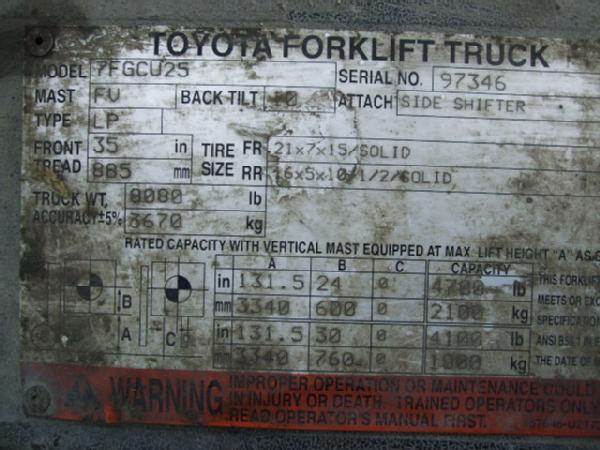 TOYOTA FORKLIFT TRUCK
MODEL 7FGCU25 SERIAL NO. 97346
MAST FV BACK TILT 10 ATTACH SIDE SHIFTER
TYPE LP
FRONT 35 in TIRE FR 21x7x15/SOLID
TREAD 885 mm SIZE RR 16x5x10/1/2/SOLID
TRUCK WT. 8080 lb
ACCURACY±5% 3670 kg
RATED CAPACITY WITH VERTICAL MAST EQUIPPED AT MAX. LIFT HEIGHT "A" AS
A B C CAPACITY
in 131.5 24 0 4700 lb THIS FORKLIF
mm 3340 600 0 2100 kg MEETS OR EXC
B SPECIFICATION
A C in 131.5 30 0 4100 lb ANSI B56.1 IN E
mm 3340 760 0 kg THE DATE OF M
WARNING IMPROPER OPERATION OR MAINTENANCE COULD
IN INJURY OR DEATH. TRAINED OPERATORS ONLY
READ OPERATOR'S MANUAL FIRST.